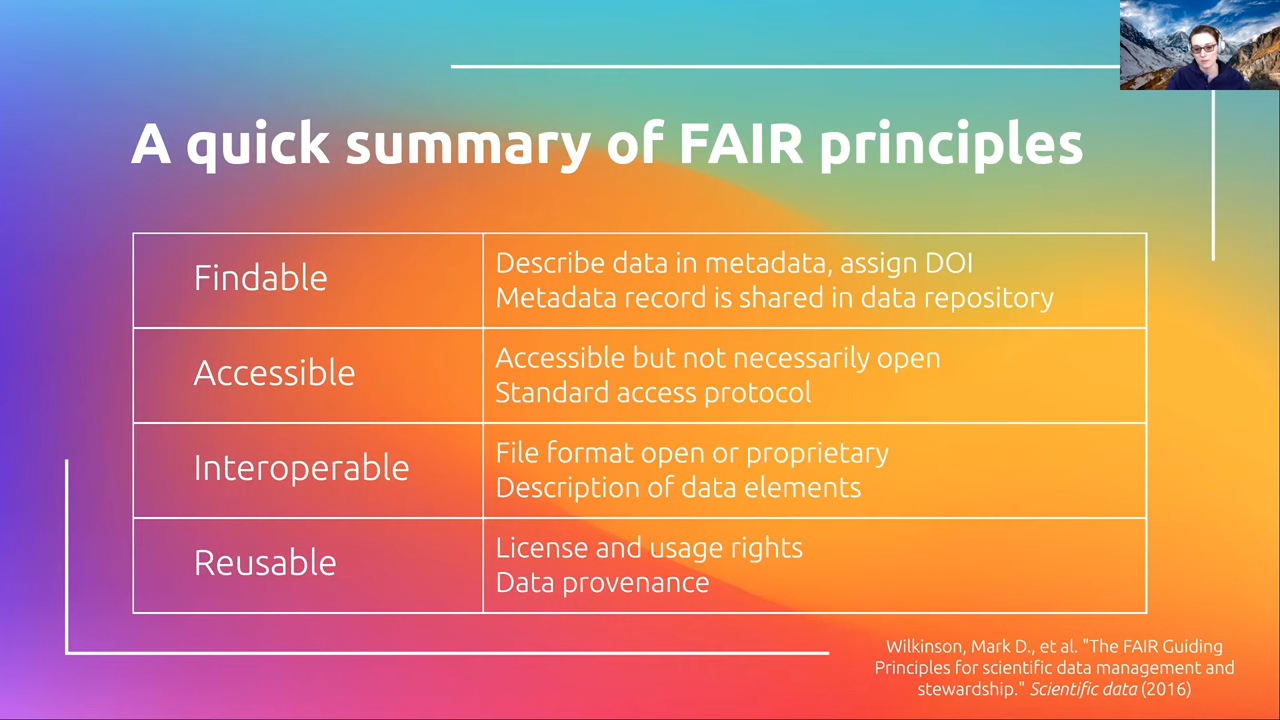 A quick summary of FAIR principles
Findable
Describe data in metadata, assign DOI
Metadata record is shared in data repository
Accessible
Accessible but not necessarily open
Standard access protocol
Interoperable
File format open or proprietary
Description of data elements
Reusable
License and usage rights
Data provenance
Wilkinson, Mark D., et al. "The FAIR Guiding
Principles for scientific data management and
stewardship." Scientific data (2016)